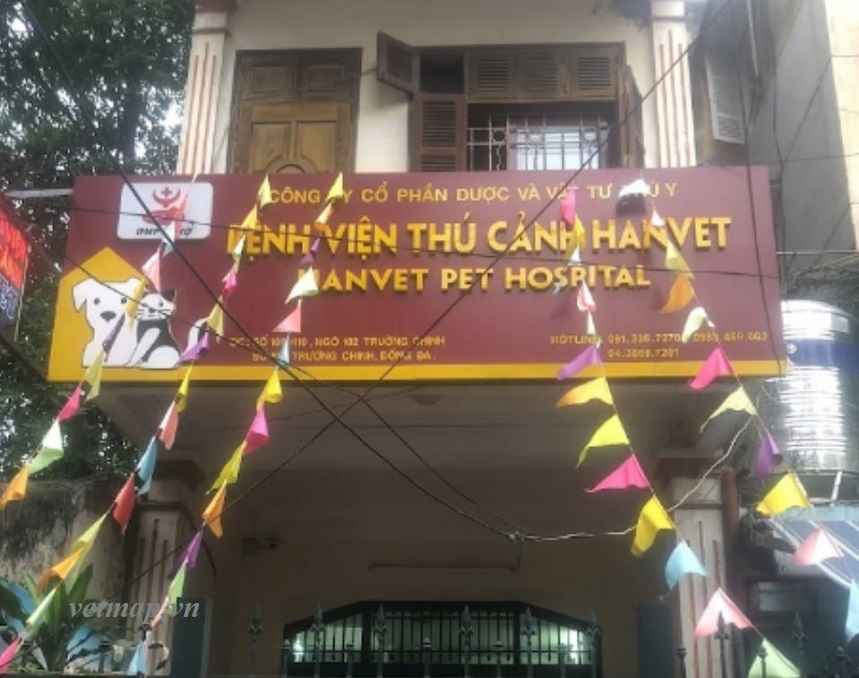 CÔNG TY CỔ PHẦN DƯỢC VÀ VẬT TƯ THÚ Y
BỆNH VIỆN THÚ CẢNH HANVET
HANVET PET HOSPITAL
NGÕ 102 TRƯỜNG CHINH
TRƯỜNG CHINH, ĐỐNG ĐA.
HOTLINE
vetmap.vn